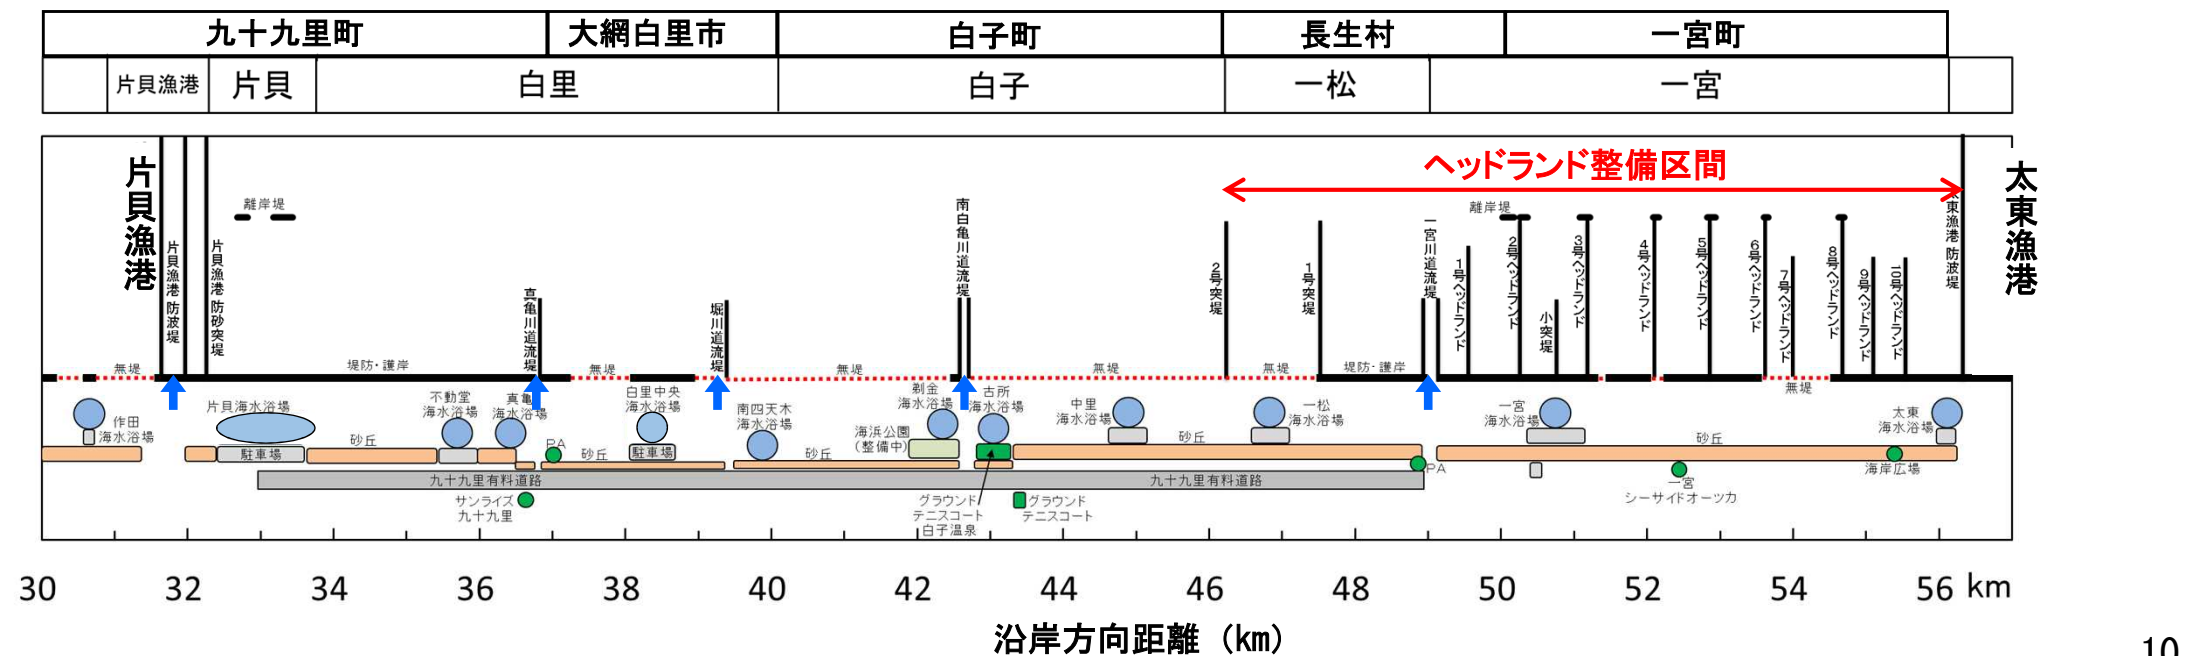 九十九里町 大網白里市 白子町 長生村 一宮町
片貝漁港 片貝 白里 白子 一松 一宮
片貝漁港
片貝漁港 防波堤
片貝漁港 防砂突堤
離岸堤
真亀川道流堤
堀川道流堤
南白亀川道流堤
2号突堤
1号突堤
一宮川道流堤
ヘッドランド整備区間
離岸堤
1号ヘッドランド
2号ヘッドランド
小突堤
3号ヘッドランド
4号ヘッドランド
5号ヘッドランド
6号ヘッドランド
7号ヘッドランド
8号ヘッドランド
9号ヘッドランド
10号ヘッドランド
太東漁港 防波堤
太東漁港
無堤 堤防・護岸 無堤 無堤 無堤 無堤 堤防・護岸 無堤
作田
海水浴場
片貝海水浴場
駐車場
砂丘
不動堂
海水浴場
真亀
海水浴場
PA
砂丘
白里中央
海水浴場
駐車場
南四天木
海水浴場
砂丘
海浜公園
(整備中)
剃金
海水浴場
古所
海水浴場
中里
海水浴場
砂丘
一松
海水浴場
PA
一宮
海水浴場
砂丘
太東
海水浴場
海岸広場
一宮
シーサイドオーツカ
九十九里有料道路 九十九里有料道路
サンライズ
九十九里
グラウンド
テニスコート
白子温泉
グラウンド
テニスコート
30 32 34 36 38 40 42 44 46 48 50 52 54 56 km
沿岸方向距離 (km)
10